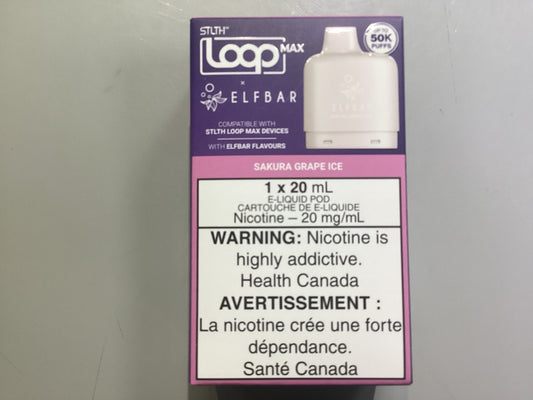 STLTH
LOOP MAX
UP TO
50K
PUFFS
×
ELFBAR
ELFBAR
COMPATIBLE WITH
STLTH LOOP MAX DEVICES
WITH ELFBAR FLAVOURS
SAKURA GRAPE ICE
1 x 20 mL
E-LIQUID POD
CARTOUCHE DE E-LIQUIDE
Nicotine – 20 mg/mL
WARNING: Nicotine is
highly addictive.
Health Canada
AVERTISSEMENT :
La nicotine crée une forte
dépendance.
Santé Canada